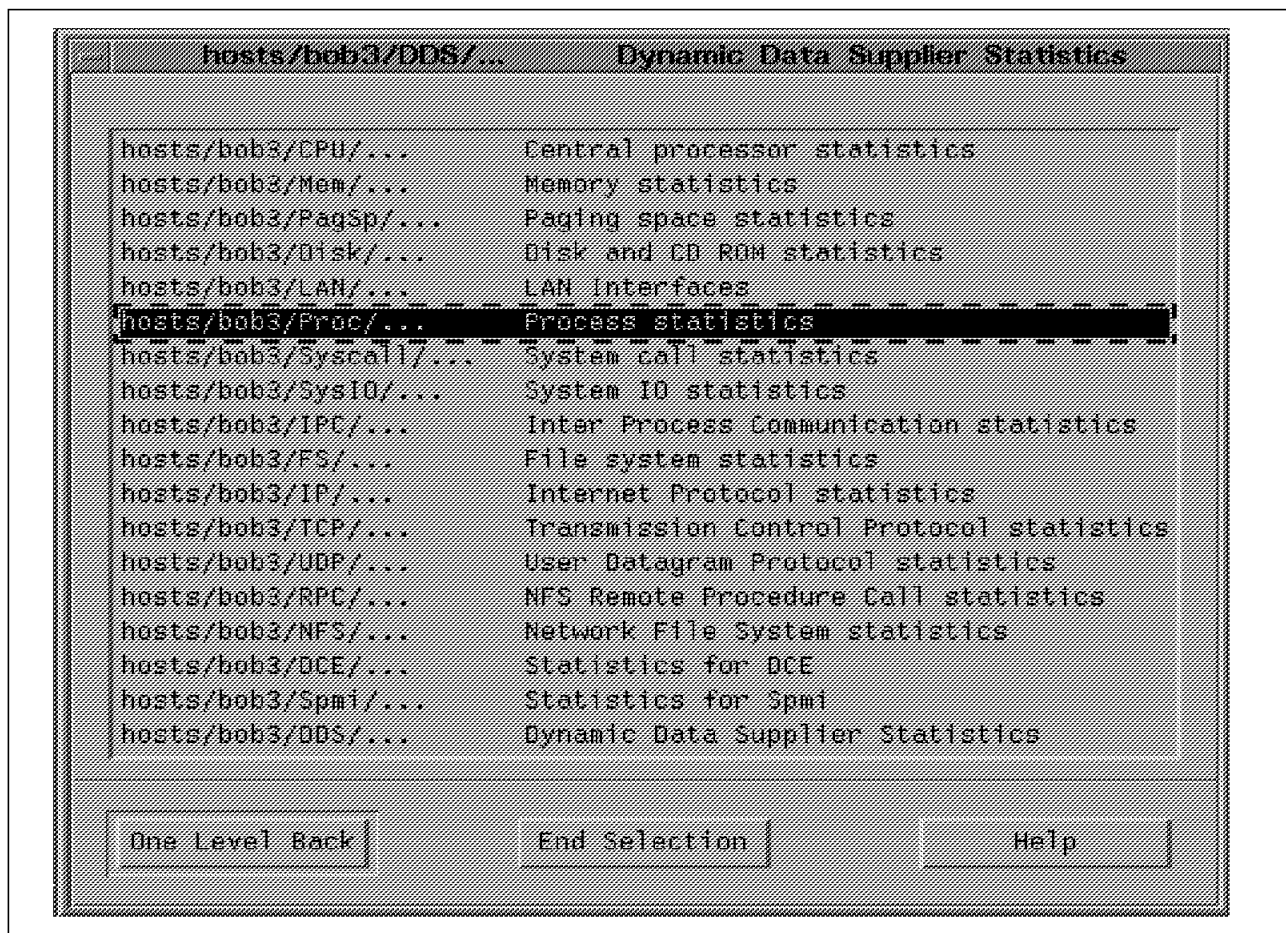 hosts/bob3/DDS/... Dynamic Data Supplier Statistics
hosts/bob3/CPU/... Central processor statistics
hosts/bob3/Mem/... Memory statistics
hosts/bob3/PagSp/... Paging space statistics
hosts/bob3/Disk/... Disk and CD ROM statistics
hosts/bob3/LAN/... LAN Interfaces
hosts/bob3/Proc/... Process statistics
hosts/bob3/Syscall/... System call statistics
hosts/bob3/SysIO/... System IO statistics
hosts/bob3/IPC/... Inter Process Communication statistics
hosts/bob3/FS/... File system statistics
hosts/bob3/IP/... Internet Protocol statistics
hosts/bob3/TCP/... Transmission Control Protocol statistics
hosts/bob3/UDP/... User Datagram Protocol statistics
hosts/bob3/RPC/... NFS Remote Procedure Call statistics
hosts/bob3/NFS/... Network File System statistics
hosts/bob3/DCE/... Statistics for DCE
hosts/bob3/Spmi/... Statistics for Spmi
hosts/bob3/DDS/... Dynamic Data Supplier Statistics
One Level Back End Selection Help